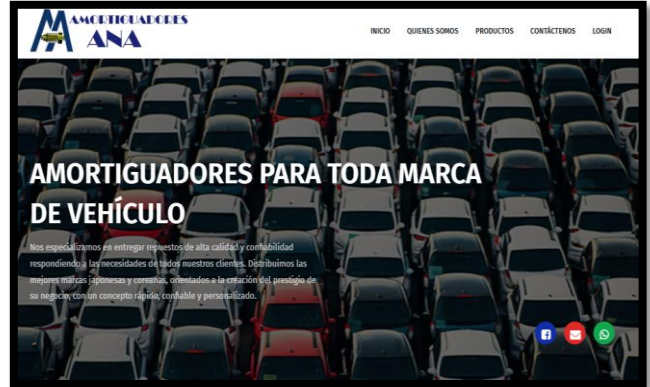 AMORTIGUADORES
ANA
INICIO QUIENES SOMOS PRODUCTOS CONTÁCTENOS LOGIN
AMORTIGUADORES PARA TODA MARCA
DE VEHÍCULO
Nos especializamos en entregar repuestos de alta calidad y confiabilidad
respondiendo a las necesidades de todos nuestros clientes. Distribuimos las
mejores marcas japonesas y coreanas, orientados a la creación del prestigio de
su negocio, con un concepto rápido, confiable y personalizado.